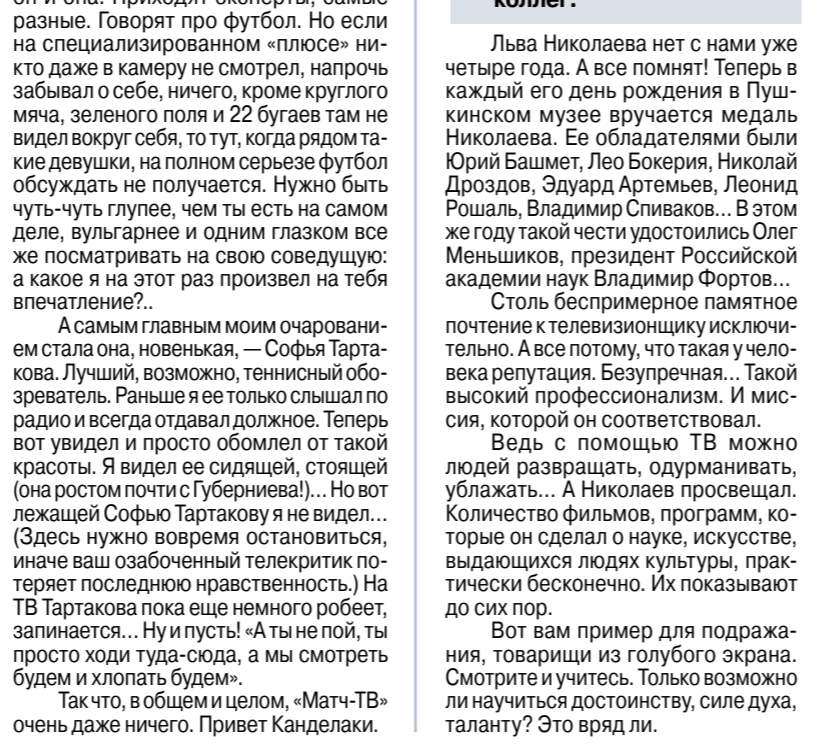 он и она. Приходят эксперты, самые
разные. Говорят про футбол. Но если
на специализированном «плюсе» ни-
кто даже в камеру не смотрел, напрочь
забывал о себе, ничего, кроме круглого
мяча, зеленого поля и 22 бугаев там не
видел вокруг себя, то тут, когда рядом та-
кие девушки, на полном серьезе футбол
обсуждать не получается. Нужно быть
чуть-чуть глупее, чем ты есть на самом
деле, вульгарнее и одним глазком все
же посматривать на свою соведущую:
а какое я на этот раз произвел на тебя
впечатление?..
А самым главным моим очаровани-
ем стала она, новенькая, — Софья Тарта-
кова. Лучший, возможно, теннисный обо-
зреватель. Раньше я ее только слышал по
радио и всегда отдавал должное. Теперь
вот увидел и просто обомлел от такой
красоты. Я видел ее сидящей, стоящей
(она ростом почти с Губерниева!)... Но вот
лежащей Софью Тартакову я не видел...
(Здесь нужно вовремя остановиться,
иначе ваш озабоченный телекритик по-
теряет последнюю нравственность.) На
ТВ Тартакова пока еще немного робеет,
запинается... Ну и пусть! «А ты не пой, ты
просто ходи туда-сюда, а мы смотреть
будем и хлопать будем».
Так что, в общем и целом, «Матч-ТВ»
очень даже ничего. Привет Канделаки.
коллег?
Льва Николаева нет с нами уже
четыре года. А все помнят! Теперь в
каждый его день рождения в Пуш-
кинском музее вручается медаль
Николаева. Ее обладателями были
Юрий Башмет, Лео Бокерия, Николай
Дроздов, Эдуард Артемьев, Леонид
Рошаль, Владимир Спиваков... В этом
же году такой чести удостоились Олег
Меньшиков, президент Российской
академии наук Владимир Фортов...
Столь беспримерное памятное
почтение к телевизионщику исключи-
тельно. А все потому, что такая у чело-
века репутация. Безупречная... Такой
высокий профессионализм. И мис-
сия, которой он соответствовал.
Ведь с помощью ТВ можно
людей развращать, одурманивать,
ублажать... А Николаев просвещал.
Количество фильмов, программ, ко-
торые он сделал о науке, искусстве,
выдающихся людях культуры, прак-
тически бесконечно. Их показывают
до сих пор.
Вот вам пример для подража-
ния, товарищи из голубого экрана.
Смотрите и учитесь. Только возможно
ли научиться достоинству, силе духа,
таланту? Это вряд ли.